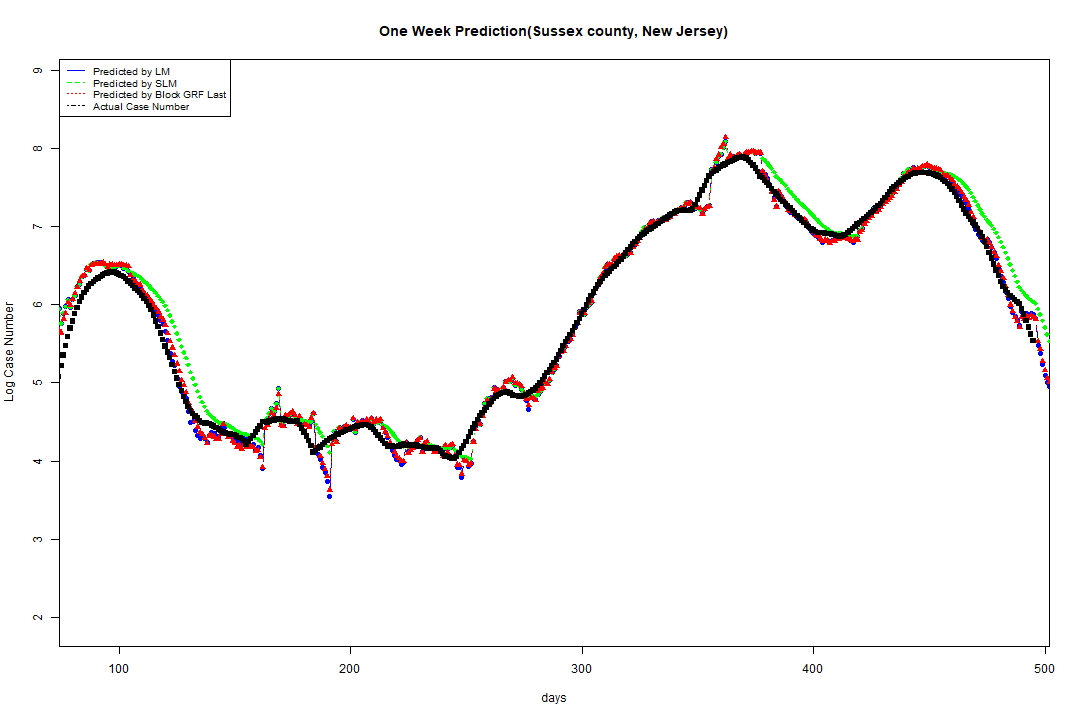 One Week Prediction(Sussex county, New Jersey)
Predicted by LM
Predicted by SLM
Predicted by Block GRF Last
Actual Case Number
9
8
7
6
5
4
3
2
Log Case Number
100 200 300 400 500
days